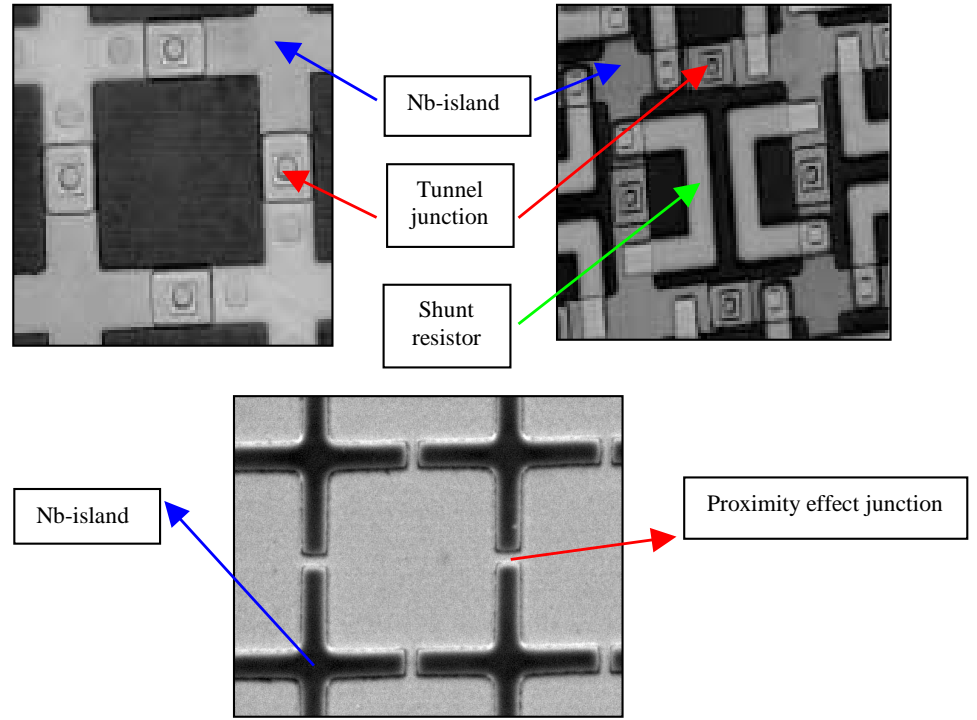 Nb-island
Tunnel
junction
Shunt
resistor
Nb-island
Proximity effect junction